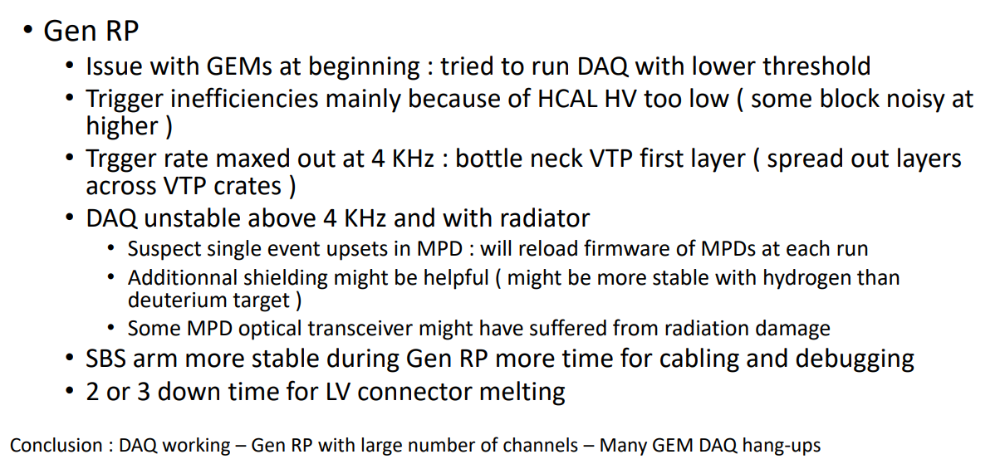 • Gen RP
• Issue with GEMs at beginning : tried to run DAQ with lower threshold
• Trigger inefficiencies mainly because of HCAL HV too low ( some block noisy at
higher )
• Trgger rate maxed out at 4 KHz : bottle neck VTP first layer ( spread out layers
across VTP crates )
• DAQ unstable above 4 KHz and with radiator
• Suspect single event upsets in MPD : will reload firmware of MPDs at each run
• Additionnal shielding might be helpful ( might be more stable with hydrogen than
deuterium target )
• Some MPD optical transceiver might have suffered from radiation damage
• SBS arm more stable during Gen RP more time for cabling and debugging
• 2 or 3 down time for LV connector melting
Conclusion : DAQ working – Gen RP with large number of channels – Many GEM DAQ hang-ups